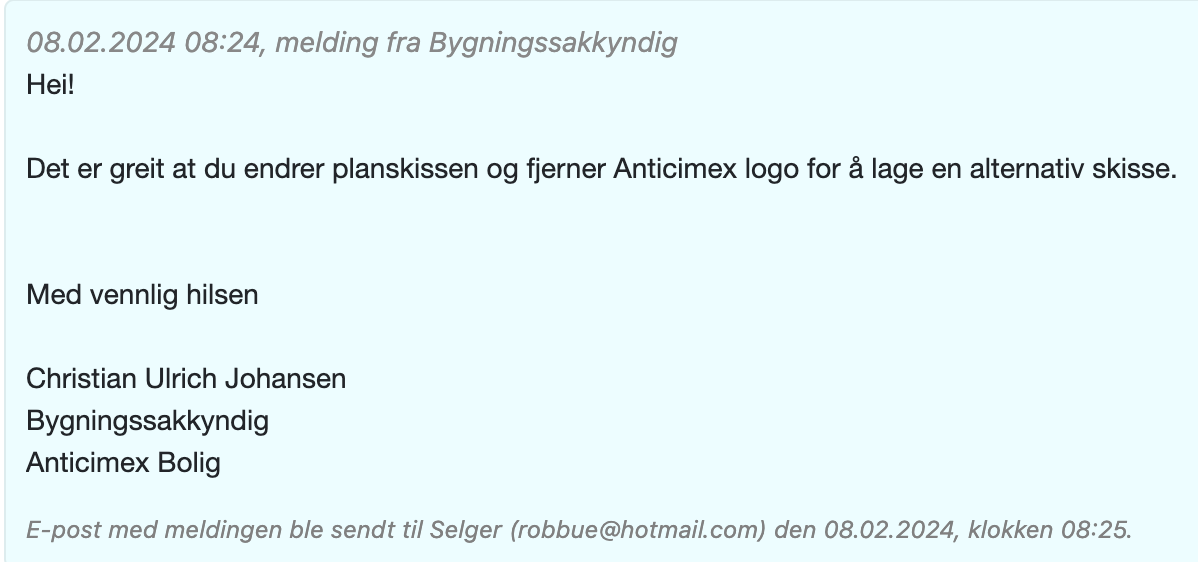 08.02.2024 08:24, melding fra Bygningssakkyndig
Hei!
Det er greit at du endrer planskissen og fjerner Anticimex logo for å lage en alternativ skisse.
Med vennlig hilsen
Christian Ulrich Johansen
Bygningssakkyndig
Anticimex Bolig
E-post med meldingen ble sendt til Selger (robbue@hotmail.com) den 08.02.2024, klokken 08:25.